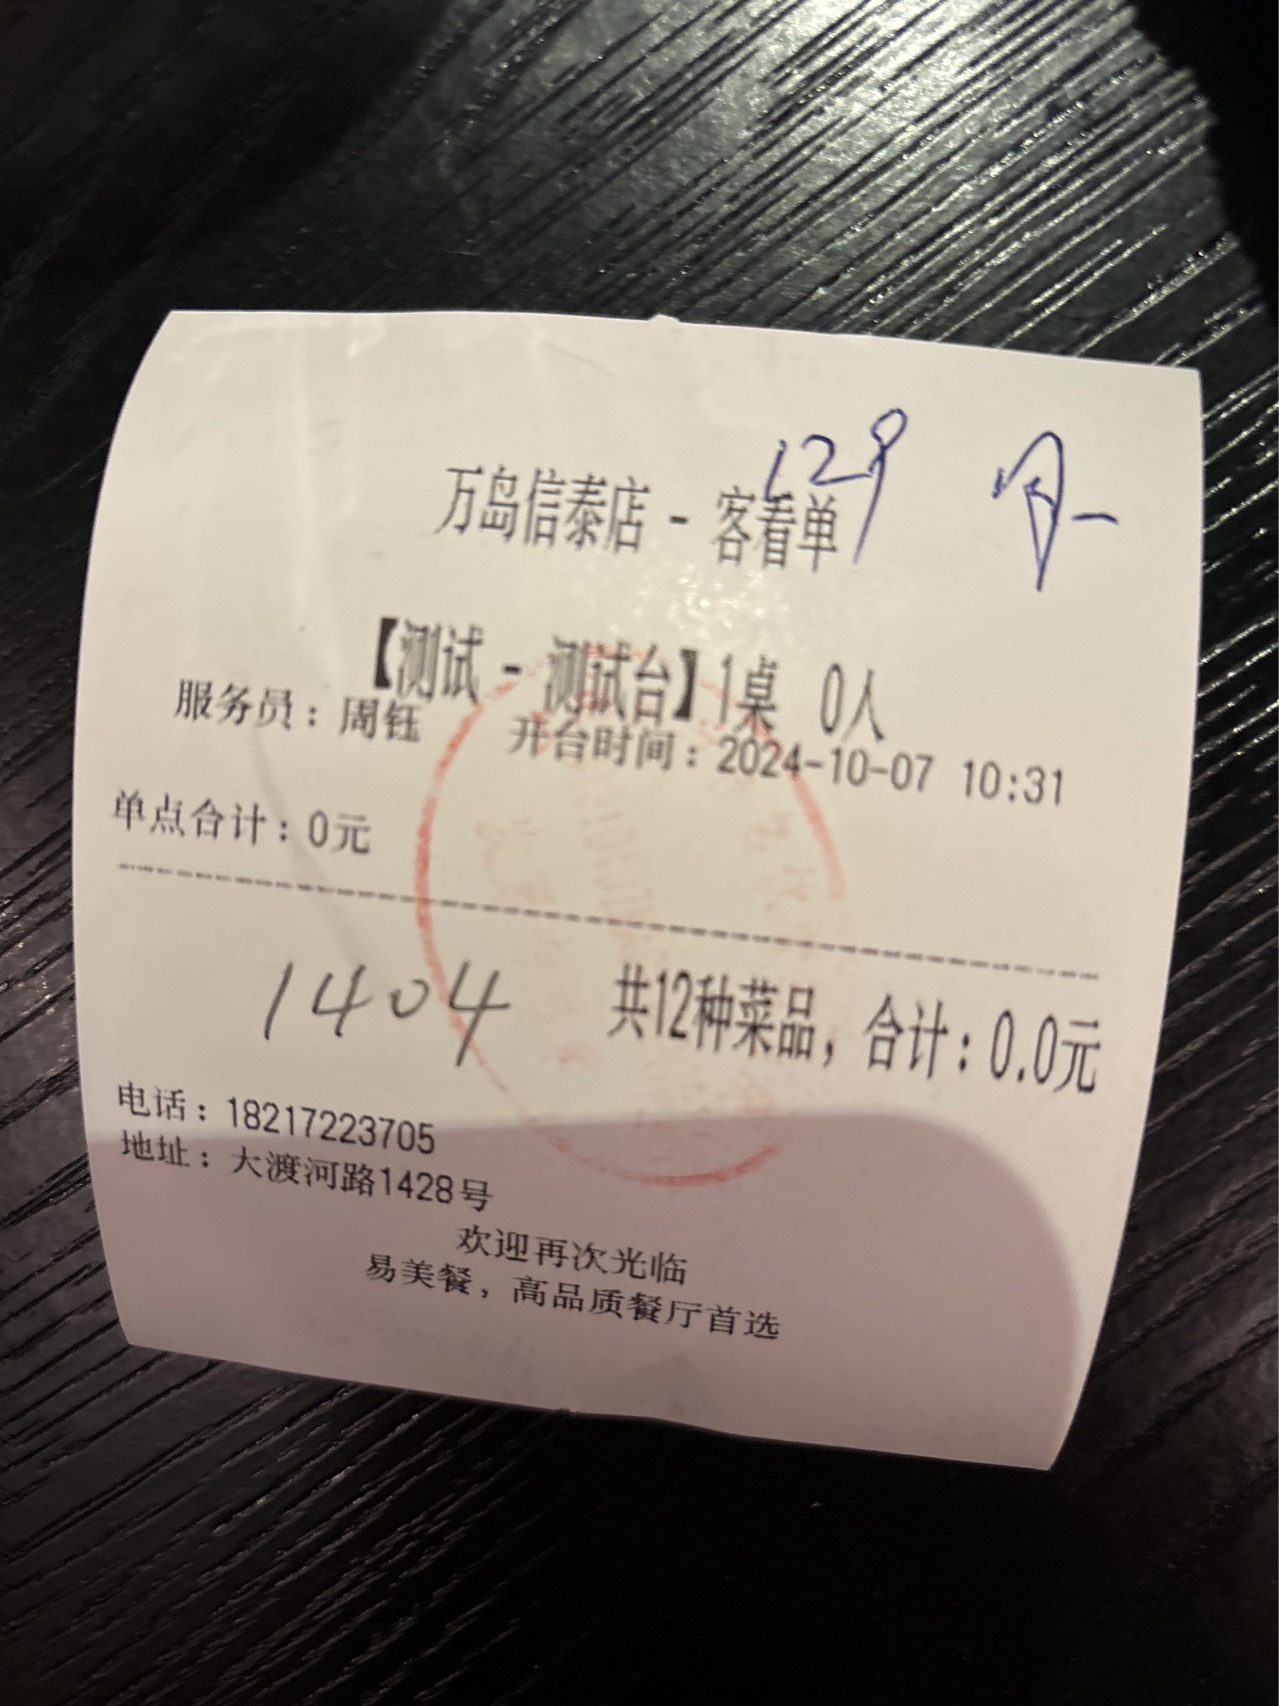 129
万岛信泰店 - 客看单
【测试 - 测试台】1桌 0人
服务员：周钰 开台时间：2024-10-07 10:31
单点合计：0元
1404 共12种菜品，合计：0.0元
电话：18217223705
地址：大渡河路1428号
欢迎再次光临
易美餐，高品质餐厅首选